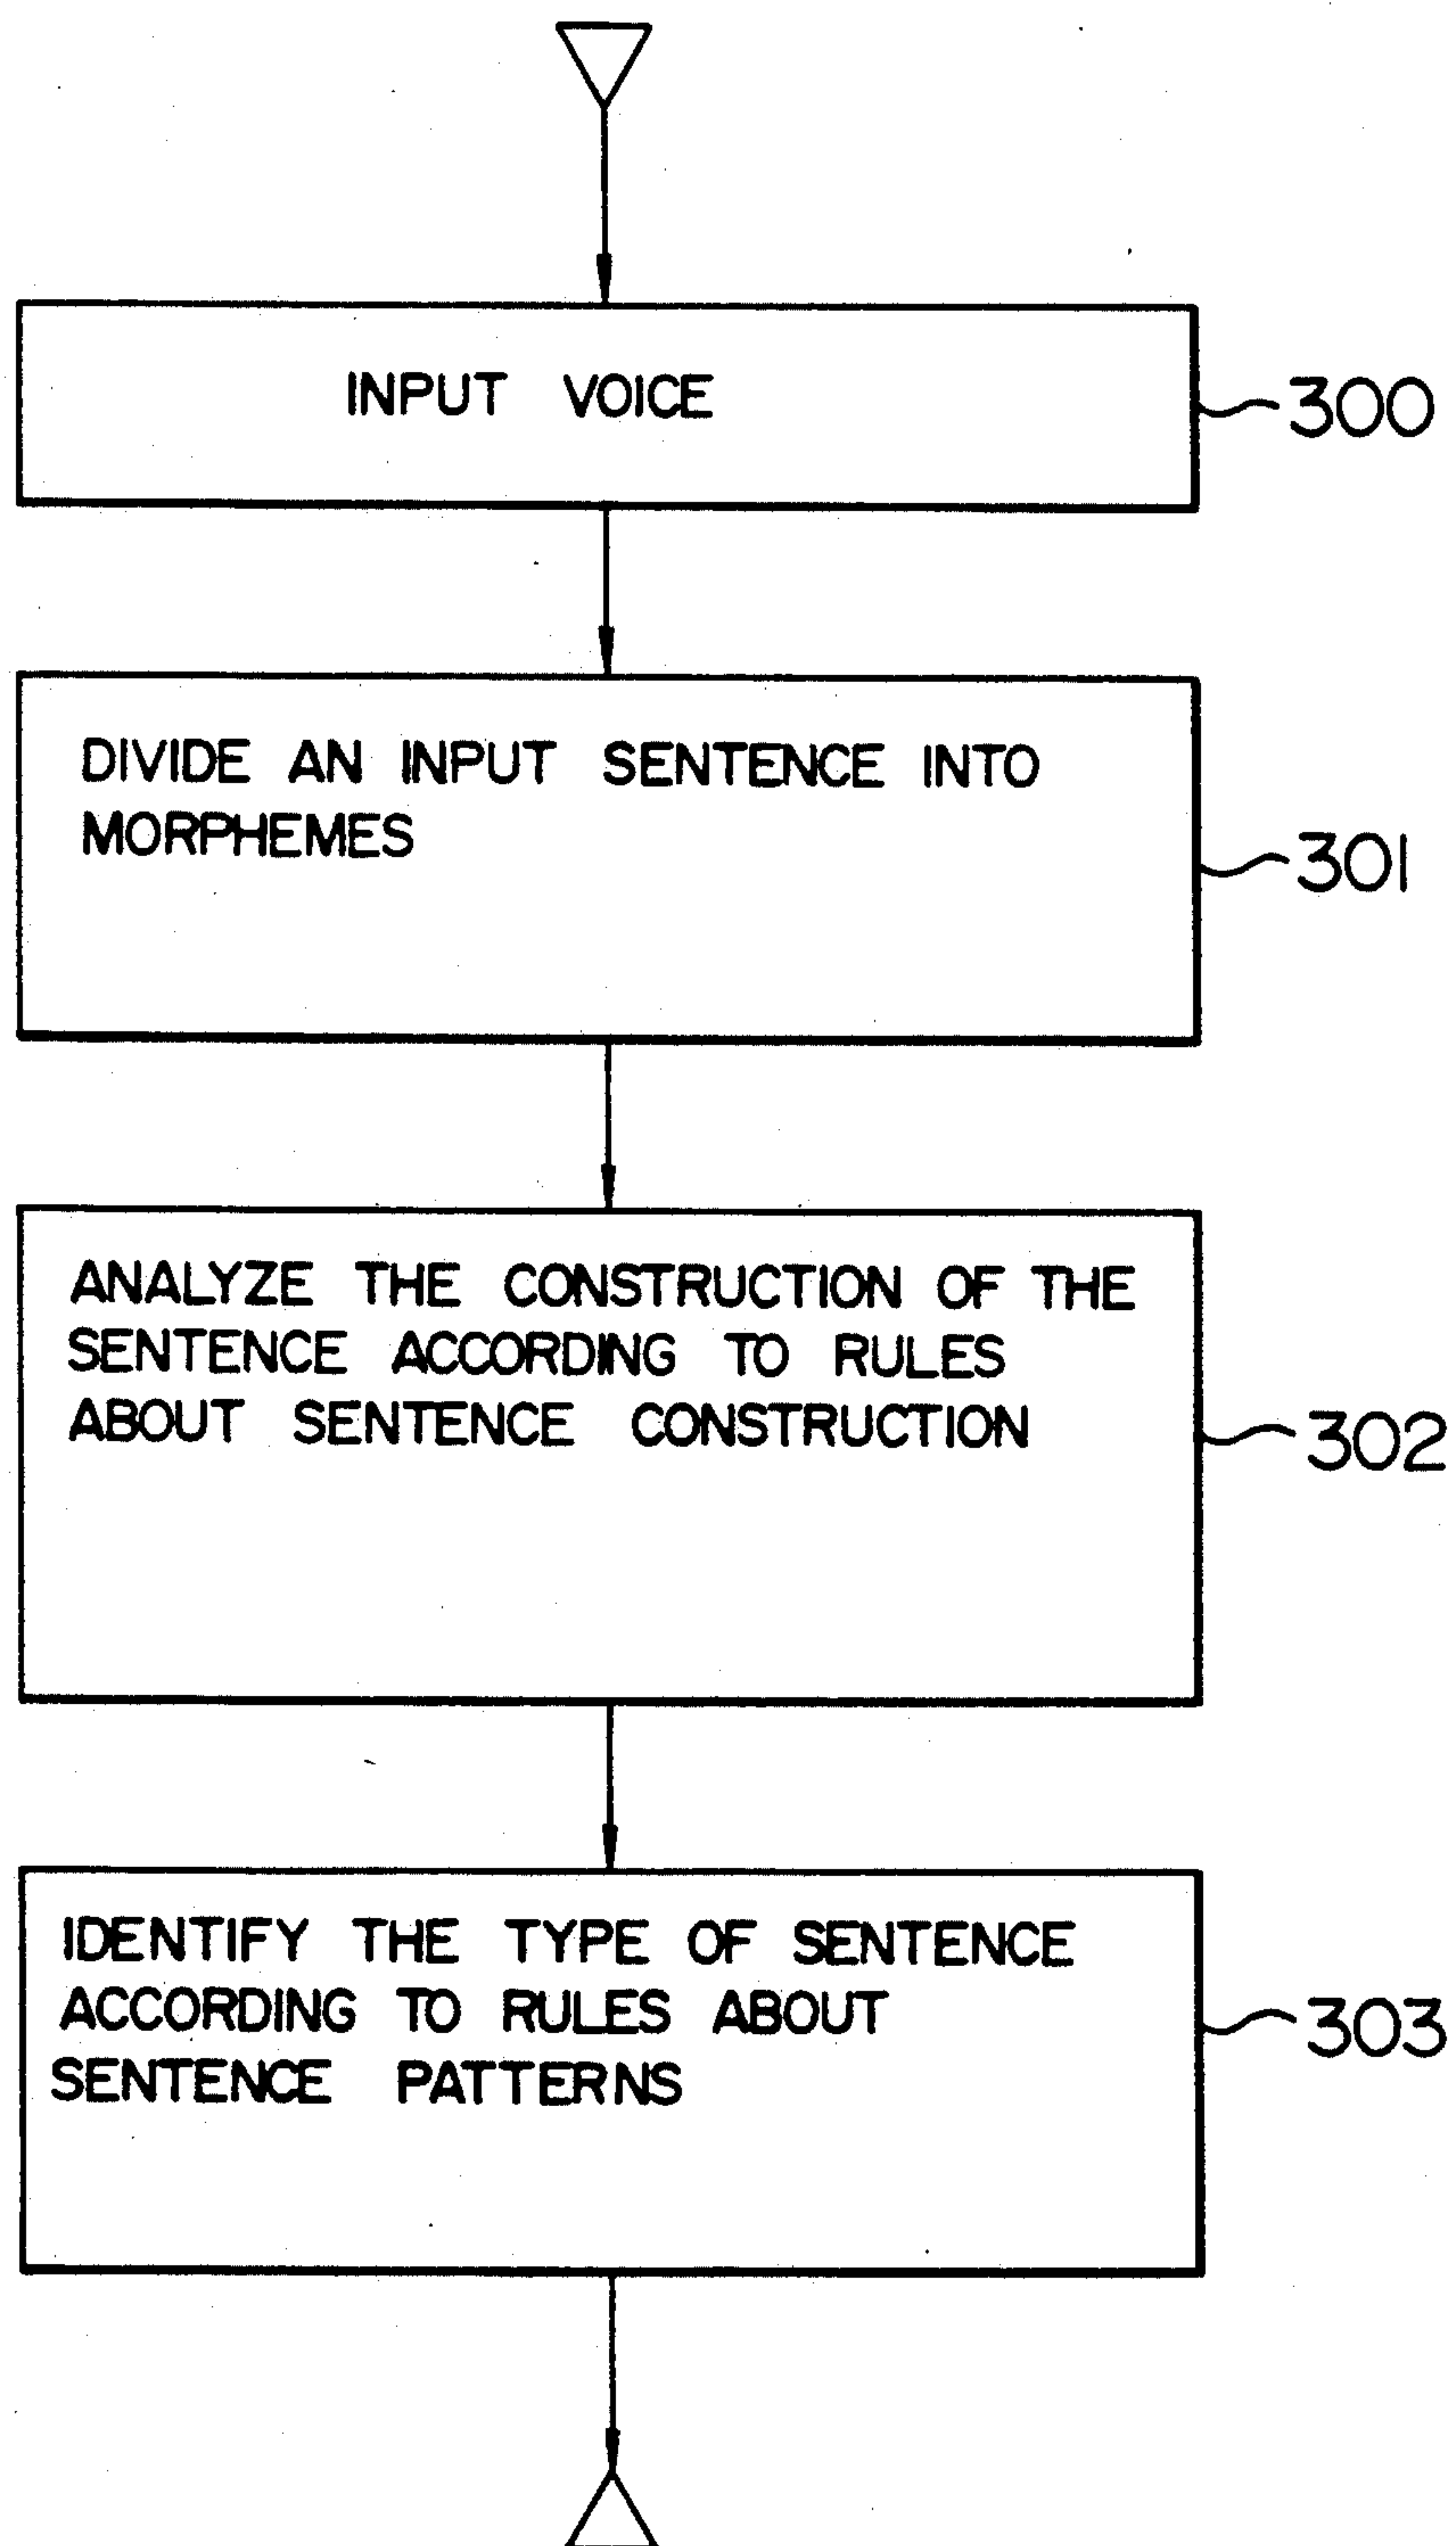 INPUT VOICE
300
DIVIDE AN INPUT SENTENCE INTO
MORPHEMES
301
ANALYZE THE CONSTRUCTION OF THE
SENTENCE ACCORDING TO RULES
ABOUT SENTENCE CONSTRUCTION
302
IDENTIFY THE TYPE OF SENTENCE
ACCORDING TO RULES ABOUT
SENTENCE PATTERNS
303